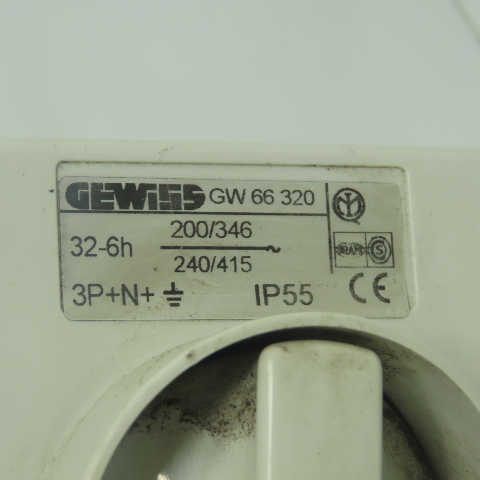 GEWISS GW 66 320
32-6h 200/346 ~
240/415
3P+N+⏚ IP55 CE